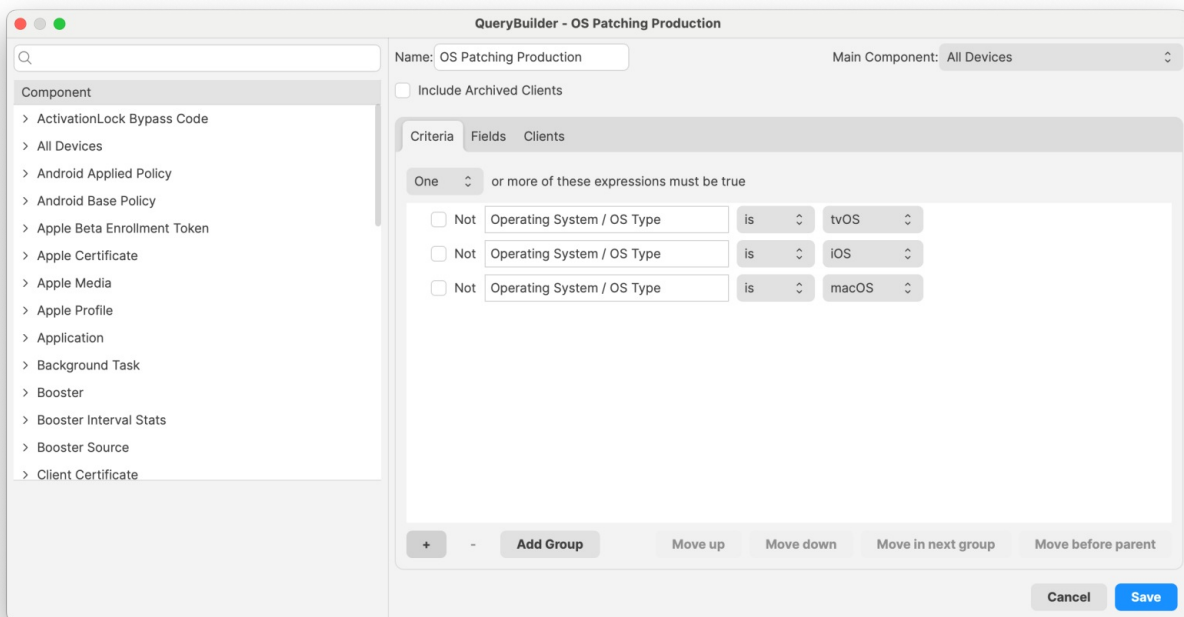 QueryBuilder - OS Patching Production
Name: OS Patching Production Main Component: All Devices
Include Archived Clients
Component
ActivationLock Bypass Code
All Devices
Android Applied Policy
Android Base Policy
Apple Beta Enrollment Token
Apple Certificate
Apple Media
Apple Profile
Application
Background Task
Booster
Booster Interval Stats
Booster Source
Client Certificate
Criteria Fields Clients
One or more of these expressions must be true
Not Operating System / OS Type is tvOS
Not Operating System / OS Type is iOS
Not Operating System / OS Type is macOS
+ - Add Group Move up Move down Move in next group Move before parent
Cancel Save